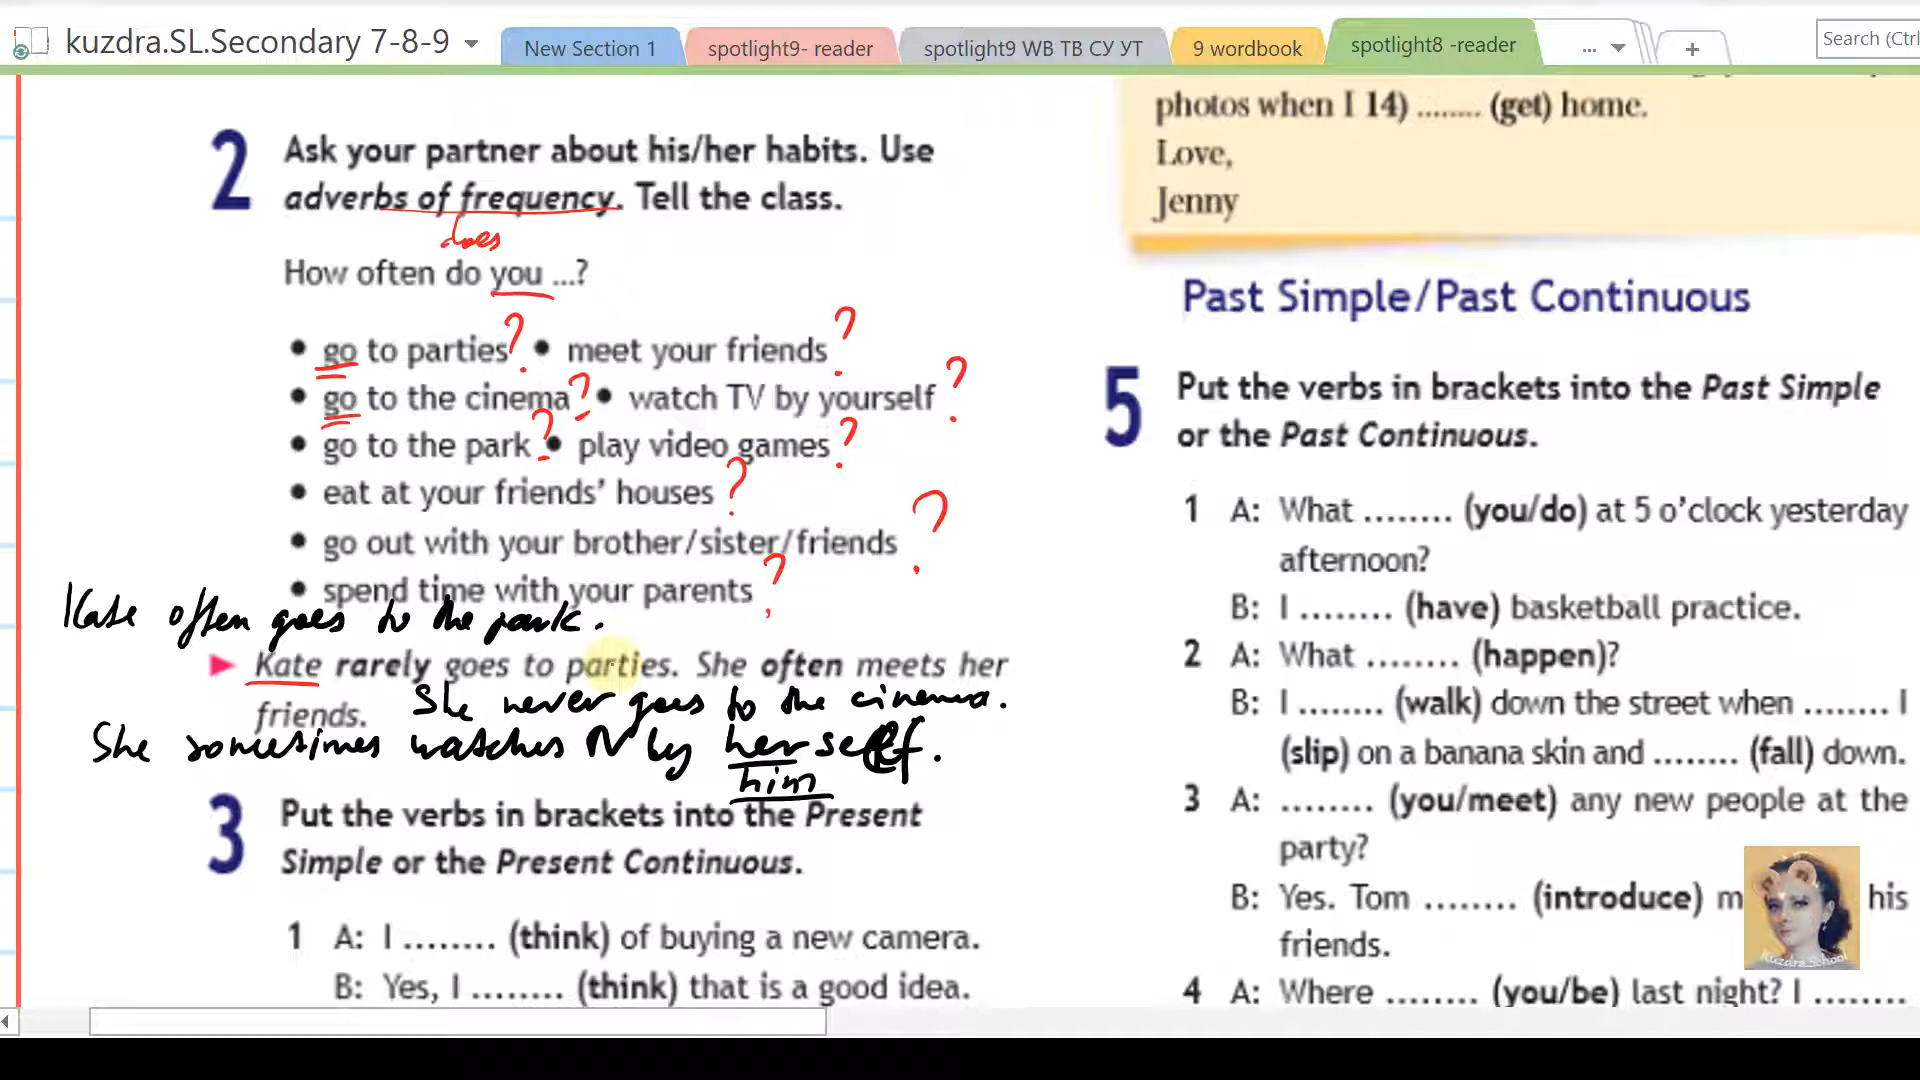 kuzdra.SL.Secondary 7-8-9
New Section 1
spotlight9- reader
spotlight9 WB TB СУ УТ
9 wordbook
spotlight8 -reader
...
+
Search (Ctrl
2 Ask your partner about his/her habits. Use
adverbs of frequency. Tell the class.
does
How often do you ...?
• go to parties? • meet your friends?
• go to the cinema? • watch TV by yourself?
• go to the park? • play video games?
• eat at your friends' houses?
• go out with your brother/sister/friends?
• spend time with your parents?
Kate often goes to the park.
Kate rarely goes to parties. She often meets her
friends. She never goes to the cinema.
She sometimes watches TV by herself.
him
3 Put the verbs in brackets into the Present
Simple or the Present Continuous.
1 A: I ........ (think) of buying a new camera.
B: Yes, I ........ (think) that is a good idea.
photos when I 14) ........ (get) home.
Love,
Jenny
Past Simple/Past Continuous
5 Put the verbs in brackets into the Past Simple
or the Past Continuous.
1 A: What ........ (you/do) at 5 o'clock yesterday
afternoon?
B: I ........ (have) basketball practice.
2 A: What ........ (happen)?
B: I ........ (walk) down the street when ........ I
(slip) on a banana skin and ........ (fall) down.
3 A: ........ (you/meet) any new people at the
party?
B: Yes. Tom ........ (introduce) m his
friends.
Kuzdra.School
4 A: Where ........ (you/be) last night? I ........